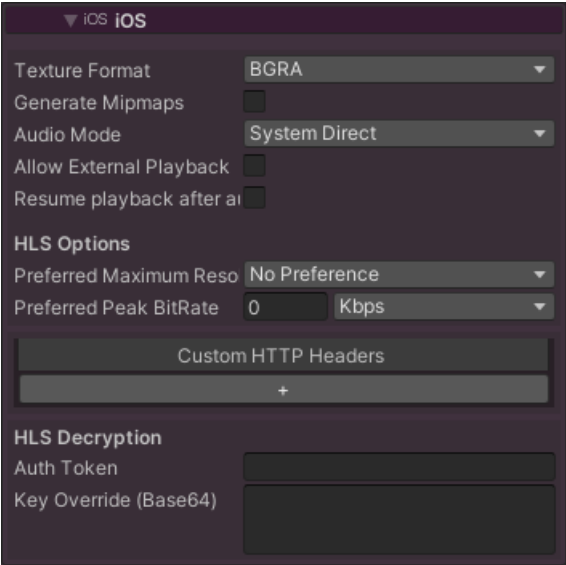 iOS iOS
Texture Format BGRA
Generate Mipmaps
Audio Mode System Direct
Allow External Playback
Resume playback after
HLS Options
Preferred Maximum Reso No Preference
Preferred Peak BitRate 0 Kbps
Custom HTTP Headers
+
HLS Decryption
Auth Token
Key Override (Base64)